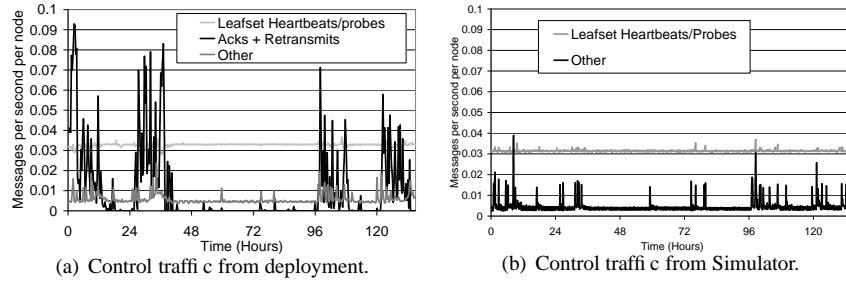 0.1
0.09
0.08
0.07
0.06
0.05
0.04
0.03
0.02
0.01
0
Messages per second per node
Leafset Heartbeats/probes
Acks + Retransmits
Other
0 24 48 72 96 120
Time (Hours)
(a) Control traffi c from deployment.
0.1
0.09
0.08
0.07
0.06
0.05
0.04
0.03
0.02
0.01
0
Messages per second per node
Leafset Heartbeats/Probes
Other
0 24 48 72 96 120
Time (Hours)
(b) Control traffi c from Simulator.